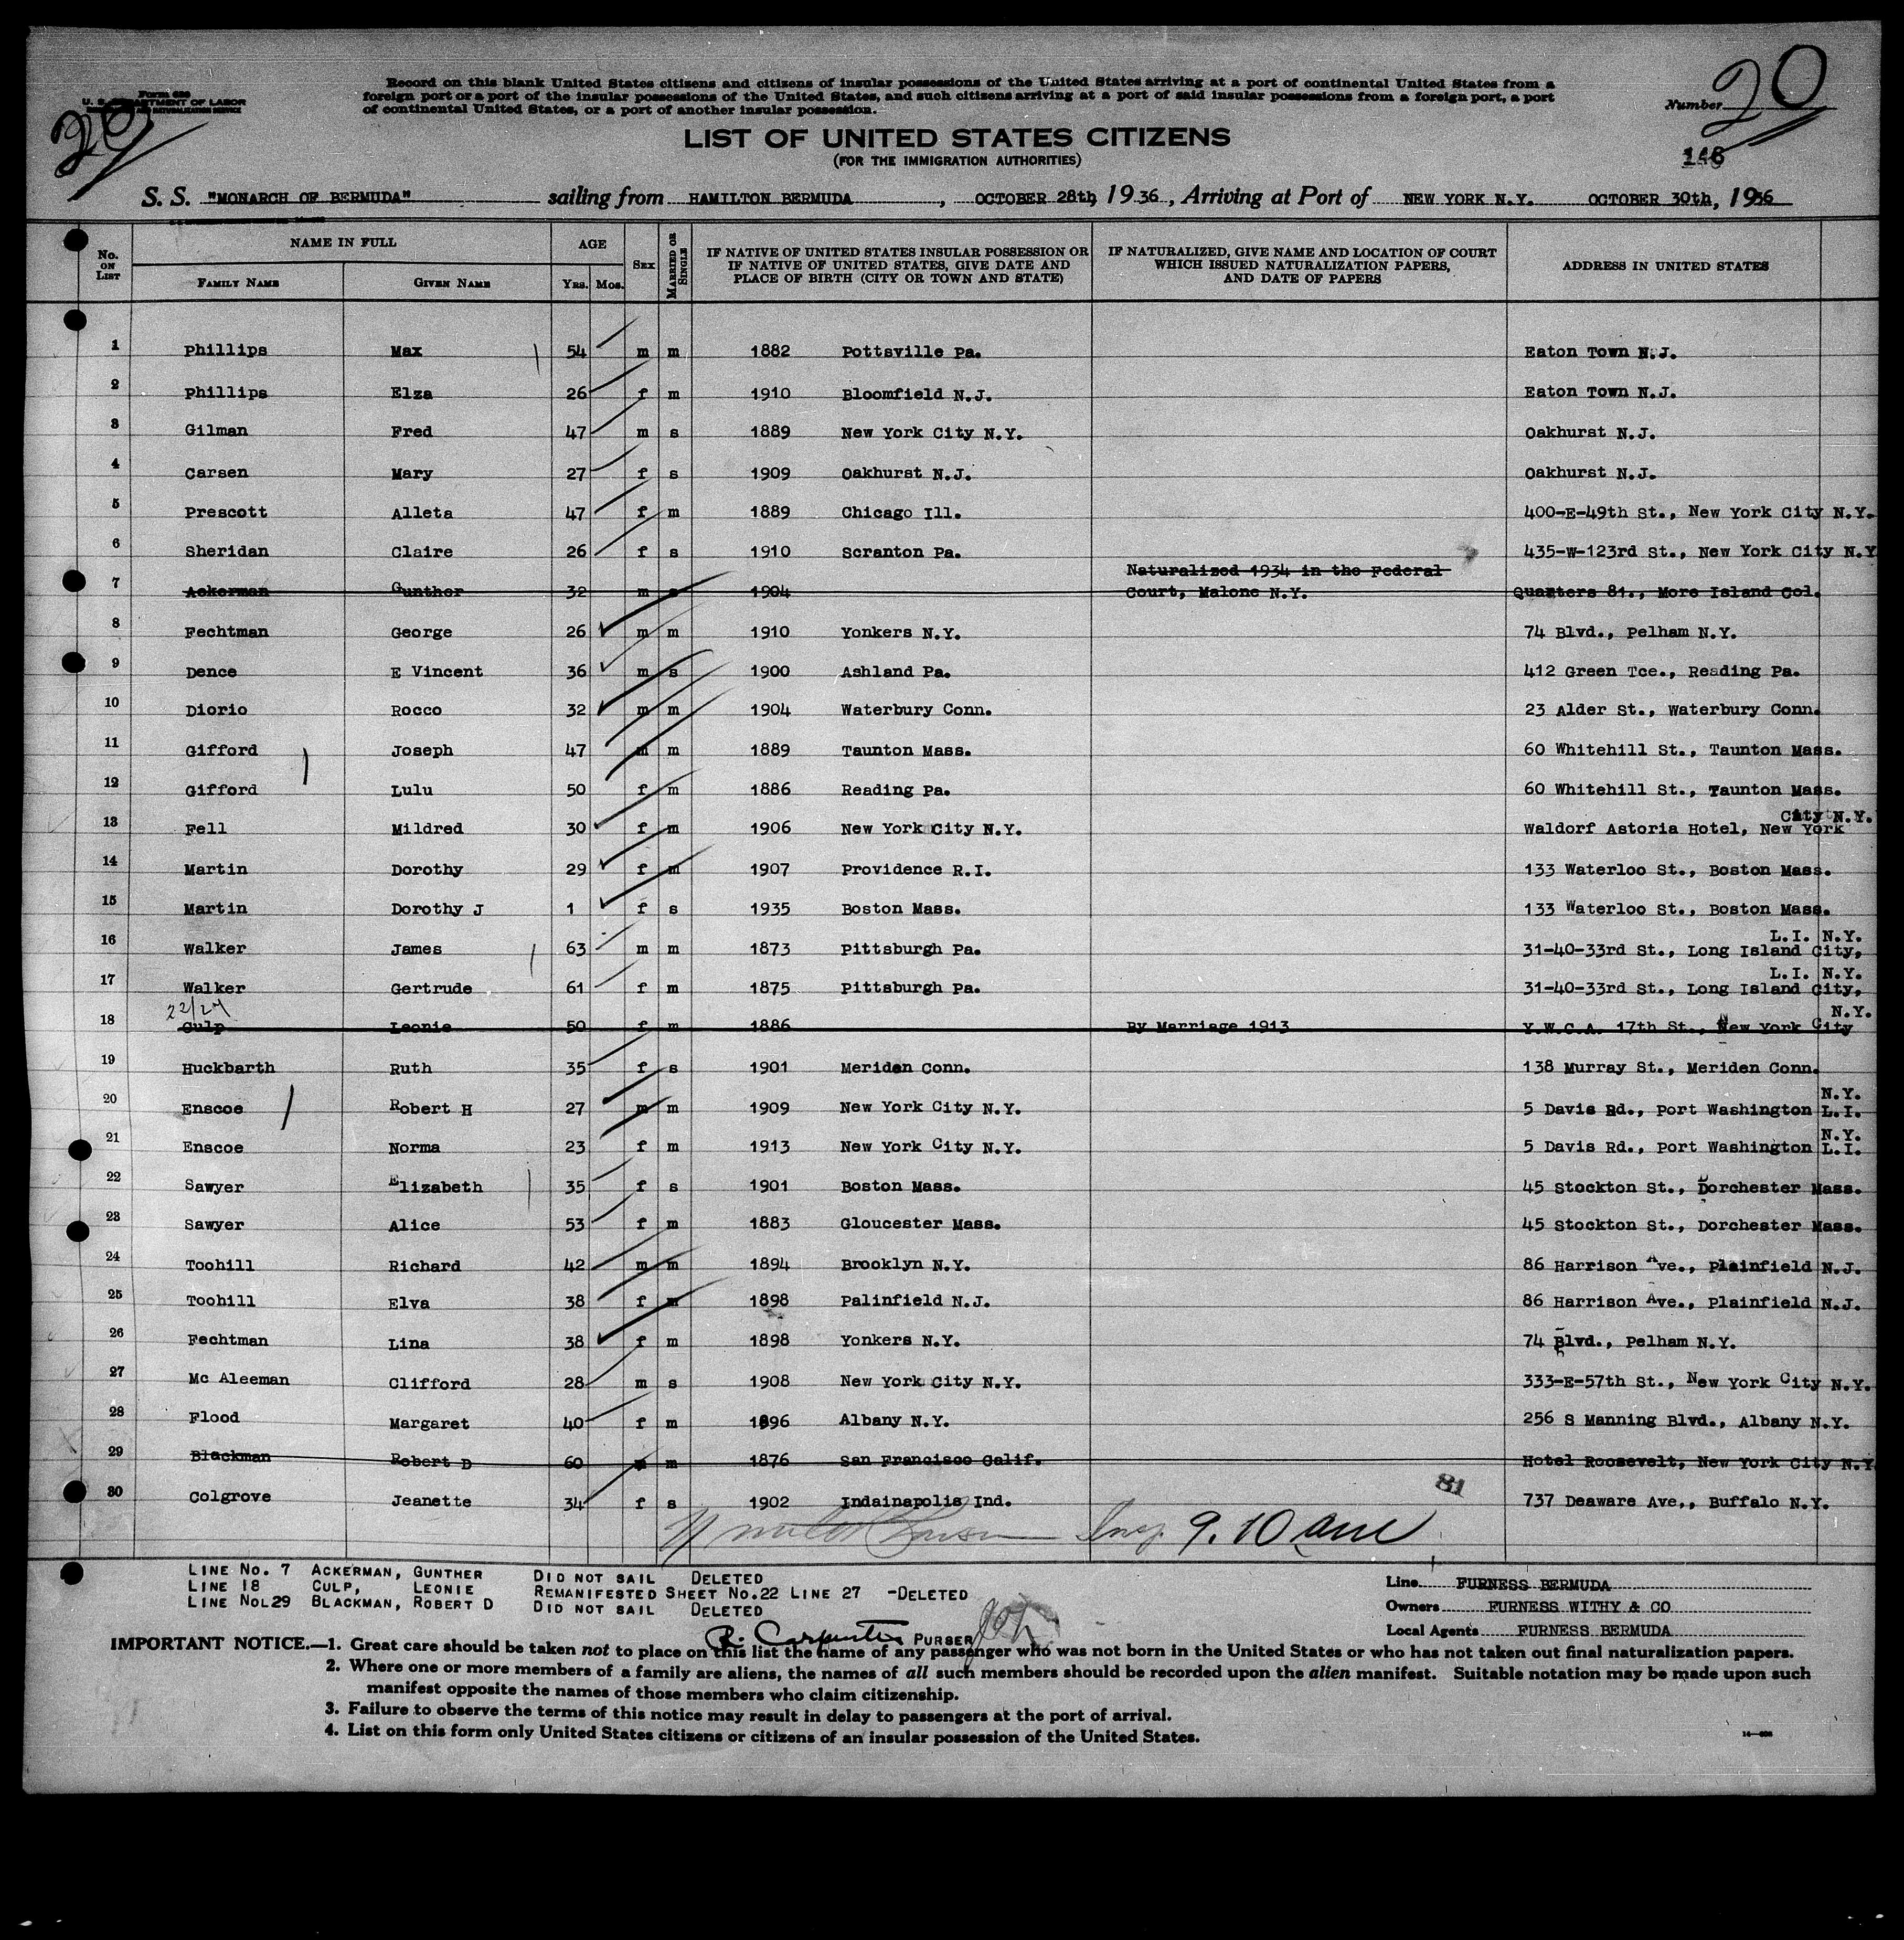 Form 630
U. S. DEPARTMENT OF LABOR
20
Record on this blank United States citizens and citizens of insular possessions of the United States arriving at a port of continental United States from a
foreign port or a port of the insular possessions of the United States, and such citizens arriving at a port of said insular possessions from a foreign port, a port
of continental United States, or a port of another insular possession.
Number 20
LIST OF UNITED STATES CITIZENS
(FOR THE IMMIGRATION AUTHORITIES)
146
S. S. "MONARCH OF BERMUDA" sailing from HAMILTON BERMUDA , OCTOBER 28th, 1936, Arriving at Port of NEW YORK N.Y. OCTOBER 30th, 1936
No. ON LIST NAME IN FULL FAMILY NAME GIVEN NAME AGE YRS. MOS. SEX MARRIED OR SINGLE IF NATIVE OF UNITED STATES INSULAR POSSESSION OR IF NATIVE OF UNITED STATES, GIVE DATE AND PLACE OF BIRTH (CITY OR TOWN AND STATE) IF NATURALIZED, GIVE NAME AND LOCATION OF COURT WHICH ISSUED NATURALIZATION PAPERS, AND DATE OF PAPERS ADDRESS IN UNITED STATES
1 Phillips Max 54 m m 1882 Pottsville Pa. Eaton Town N.J.
2 Phillips Elza 26 f m 1910 Bloomfield N.J. Eaton Town N.J.
3 Gilman Fred 47 m s 1889 New York City N.Y. Oakhurst N.J.
4 Carsen Mary 27 f s 1909 Oakhurst N.J. Oakhurst N.J.
5 Prescott Alleta 47 f m 1889 Chicago Ill. 400-E-49th St., New York City N.Y.
6 Sheridan Claire 26 f s 1910 Scranton Pa. 435-W-123rd St., New York City N.Y
Naturalized 1934 in the Federal
7 Ackerman Gunther 32 m s 1904 Court, Malone N.Y. Quarters 81., More Island Col.
8 Fechtman George 26 m m 1910 Yonkers N.Y. 74 Blvd., Pelham N.Y.
9 Dence E Vincent 36 m s 1900 Ashland Pa. 412 Green Tce., Reading Pa.
10 Diorio Rocco 32 m m 1904 Waterbury Conn. 23 Alder St., Waterbury Conn.
11 Gifford Joseph 47 m m 1889 Taunton Mass. 60 Whitehill St., Taunton Mass.
12 Gifford Lulu 50 f m 1886 Reading Pa. 60 Whitehill St., Taunton Mass.
City N.Y.
13 Fell Mildred 30 f m 1906 New York City N.Y. Waldorf Astoria Hotel, New York
14 Martin Dorothy 29 f m 1907 Providence R.I. 133 Waterloo St., Boston Mass.
15 Martin Dorothy J 1 f s 1935 Boston Mass. 133 Waterloo St., Boston Mass.
L.I. N.Y.
16 Walker James 63 m m 1873 Pittsburgh Pa. 31-40-33rd St., Long Island City,
L.I. N.Y.
17 Walker Gertrude 61 f m 1875 Pittsburgh Pa. 31-40-33rd St., Long Island City,
22/27 N.Y.
18 Culp Leonie 50 f m 1886 By Marriage 1913 Y.W.C.A. 17th St., New York City
19 Huckbarth Ruth 35 f s 1901 Meriden Conn. 138 Murray St., Meriden Conn.
N.Y.
20 Enscoe Robert H 27 m m 1909 New York City N.Y. 5 Davis Rd., Port Washington L.I.
N.Y.
21 Enscoe Norma 23 f m 1913 New York City N.Y. 5 Davis Rd., Port Washington L.I.
22 Sawyer Elizabeth 35 f s 1901 Boston Mass. 45 Stockton St., Dorchester Mass.
23 Sawyer Alice 53 f m 1883 Gloucester Mass. 45 Stockton St., Dorchester Mass.
24 Toohill Richard 42 m m 1894 Brooklyn N.Y. 86 Harrison Ave., Plainfield N.J.
25 Toohill Elva 38 f m 1898 Palinfield N.J. 86 Harrison Ave., Plainfield N.J.
26 Fechtman Lina 38 f m 1898 Yonkers N.Y. 74 Blvd., Pelham N.Y.
27 Mc Aleeman Clifford 28 m s 1908 New York City N.Y. 333-E-57th St., New York City N.Y.
28 Flood Margaret 40 f m 1896 Albany N.Y. 256 S Manning Blvd., Albany N.Y.
29 Blackman Robert D 60 m m 1876 San Francisco Calif. Hotel Roosevelt, New York City N.Y
81
30 Colgrove Jeanette 34 f s 1902 Indainapolis Ind. 737 Deaware Ave,, Buffalo N.Y.
9.10 am
LINE No. 7 ACKERMAN, GUNTHER DID NOT SAIL DELETED
LINE 18 CULP, LEONIE REMANIFESTED SHEET No.22 LINE 27 -DELETED
LINE NoL29 BLACKMAN, ROBERT D DID NOT SAIL DELETED
Line FURNESS BERMUDA
Owners FURNESS WITHY & CO
Local Agents FURNESS BERMUDA
R. Carpenter PURSER
IMPORTANT NOTICE.—1. Great care should be taken not to place on this list the name of any passenger who was not born in the United States or who has not taken out final naturalization papers.
2. Where one or more members of a family are aliens, the names of all such members should be recorded upon the alien manifest. Suitable notation may be made upon such
manifest opposite the names of those members who claim citizenship.
3. Failure to observe the terms of this notice may result in delay to passengers at the port of arrival.
4. List on this form only United States citizens or citizens of an insular possession of the United States.